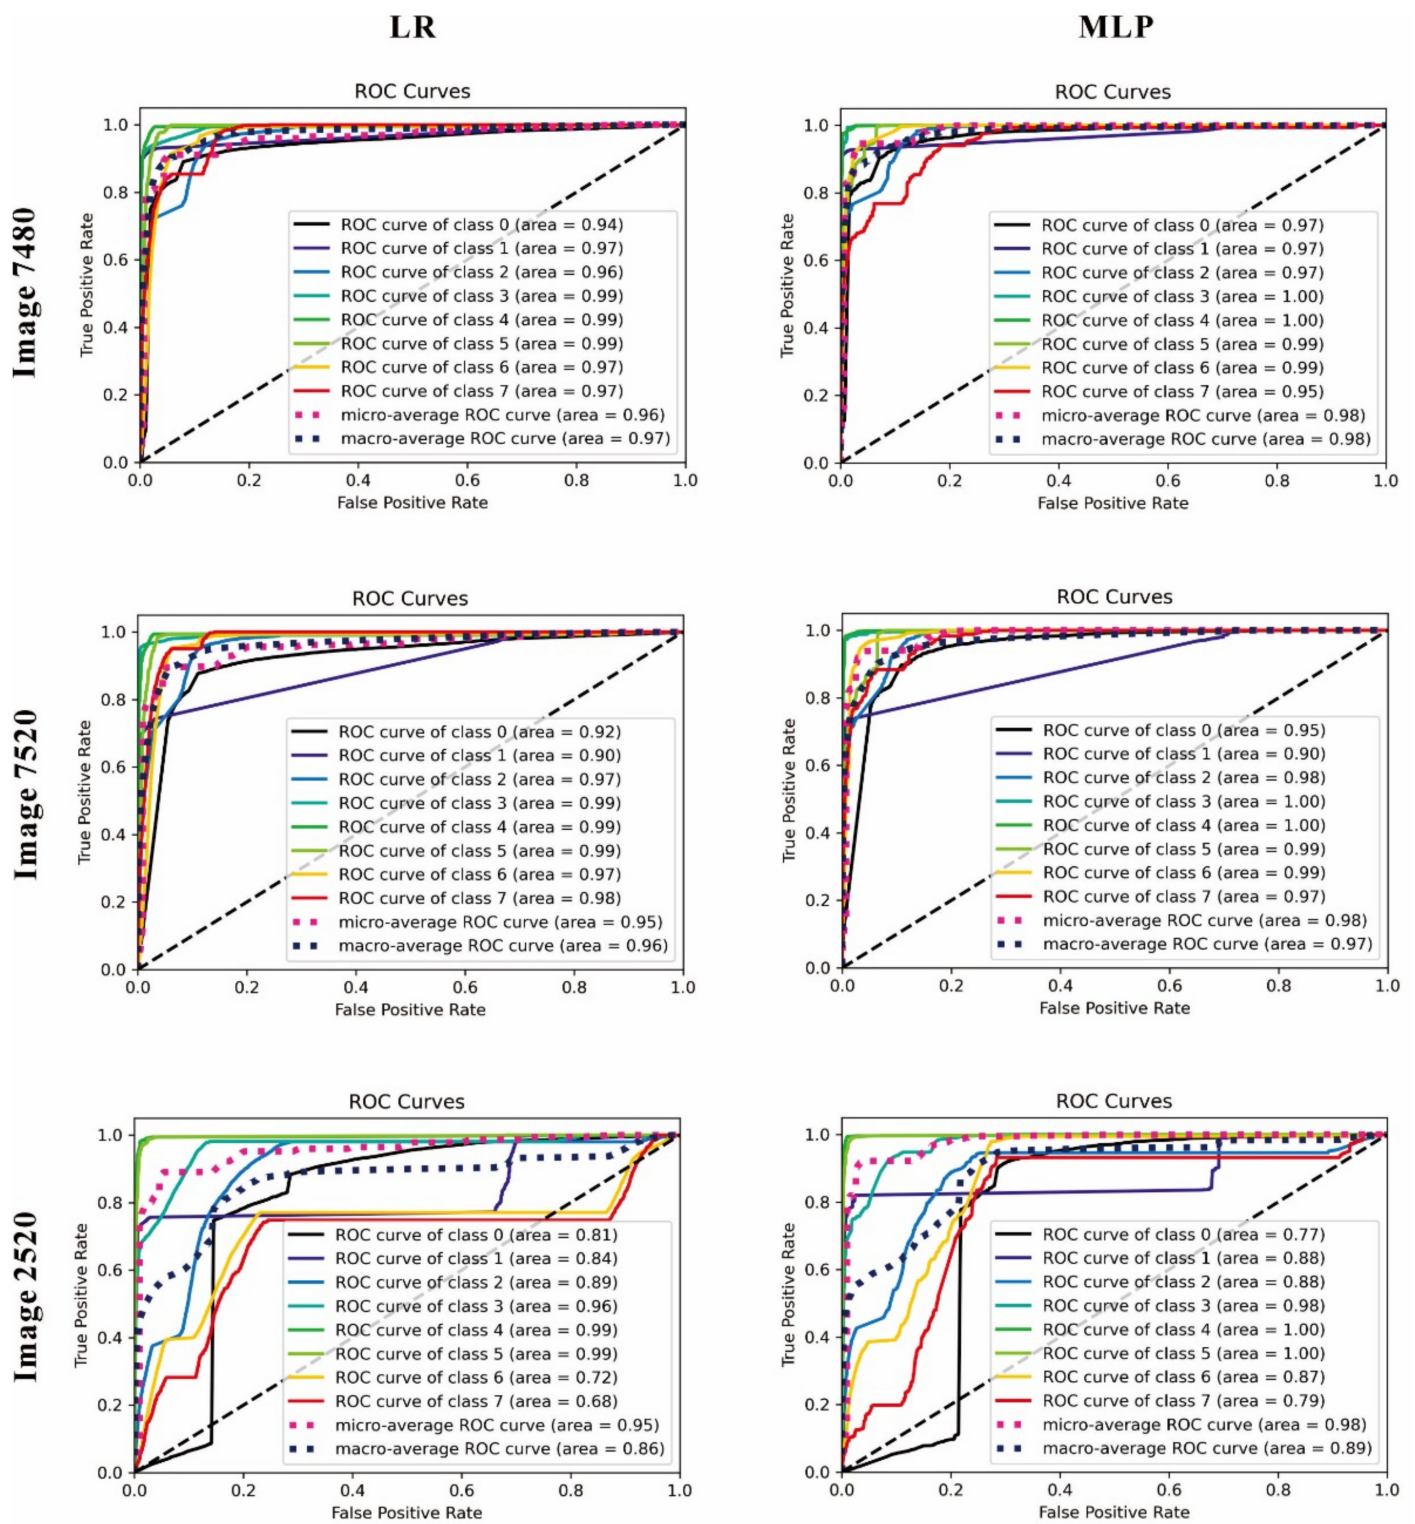 LR
MLP
Image 7480
ROC Curves
True Positive Rate
1.0
0.8
0.6
0.4
0.2
0.0
ROC curve of class 0 (area = 0.94)
ROC curve of class 1 (area = 0.97)
ROC curve of class 2 (area = 0.96)
ROC curve of class 3 (area = 0.99)
ROC curve of class 4 (area = 0.99)
ROC curve of class 5 (area = 0.99)
ROC curve of class 6 (area = 0.97)
ROC curve of class 7 (area = 0.97)
micro-average ROC curve (area = 0.96)
macro-average ROC curve (area = 0.97)
0.0 0.2 0.4 0.6 0.8 1.0
False Positive Rate
ROC Curves
True Positive Rate
1.0
0.8
0.6
0.4
0.2
0.0
ROC curve of class 0 (area = 0.97)
ROC curve of class 1 (area = 0.97)
ROC curve of class 2 (area = 0.97)
ROC curve of class 3 (area = 1.00)
ROC curve of class 4 (area = 1.00)
ROC curve of class 5 (area = 0.99)
ROC curve of class 6 (area = 0.99)
ROC curve of class 7 (area = 0.95)
micro-average ROC curve (area = 0.98)
macro-average ROC curve (area = 0.98)
0.0 0.2 0.4 0.6 0.8 1.0
False Positive Rate
Image 7520
ROC Curves
True Positive Rate
1.0
0.8
0.6
0.4
0.2
0.0
ROC curve of class 0 (area = 0.92)
ROC curve of class 1 (area = 0.90)
ROC curve of class 2 (area = 0.97)
ROC curve of class 3 (area = 0.99)
ROC curve of class 4 (area = 0.99)
ROC curve of class 5 (area = 0.99)
ROC curve of class 6 (area = 0.97)
ROC curve of class 7 (area = 0.98)
micro-average ROC curve (area = 0.95)
macro-average ROC curve (area = 0.96)
0.0 0.2 0.4 0.6 0.8 1.0
False Positive Rate
ROC Curves
True Positive Rate
1.0
0.8
0.6
0.4
0.2
0.0
ROC curve of class 0 (area = 0.95)
ROC curve of class 1 (area = 0.90)
ROC curve of class 2 (area = 0.98)
ROC curve of class 3 (area = 1.00)
ROC curve of class 4 (area = 1.00)
ROC curve of class 5 (area = 0.99)
ROC curve of class 6 (area = 0.99)
ROC curve of class 7 (area = 0.97)
micro-average ROC curve (area = 0.98)
macro-average ROC curve (area = 0.97)
0.0 0.2 0.4 0.6 0.8 1.0
False Positive Rate
Image 2520
ROC Curves
True Positive Rate
1.0
0.8
0.6
0.4
0.2
0.0
ROC curve of class 0 (area = 0.81)
ROC curve of class 1 (area = 0.84)
ROC curve of class 2 (area = 0.89)
ROC curve of class 3 (area = 0.96)
ROC curve of class 4 (area = 0.99)
ROC curve of class 5 (area = 0.99)
ROC curve of class 6 (area = 0.72)
ROC curve of class 7 (area = 0.68)
micro-average ROC curve (area = 0.95)
macro-average ROC curve (area = 0.86)
0.0 0.2 0.4 0.6 0.8 1.0
False Positive Rate
ROC Curves
True Positive Rate
1.0
0.8
0.6
0.4
0.2
0.0
ROC curve of class 0 (area = 0.77)
ROC curve of class 1 (area = 0.88)
ROC curve of class 2 (area = 0.88)
ROC curve of class 3 (area = 0.98)
ROC curve of class 4 (area = 1.00)
ROC curve of class 5 (area = 1.00)
ROC curve of class 6 (area = 0.87)
ROC curve of class 7 (area = 0.79)
micro-average ROC curve (area = 0.98)
macro-average ROC curve (area = 0.89)
0.0 0.2 0.4 0.6 0.8 1.0
False Positive Rate